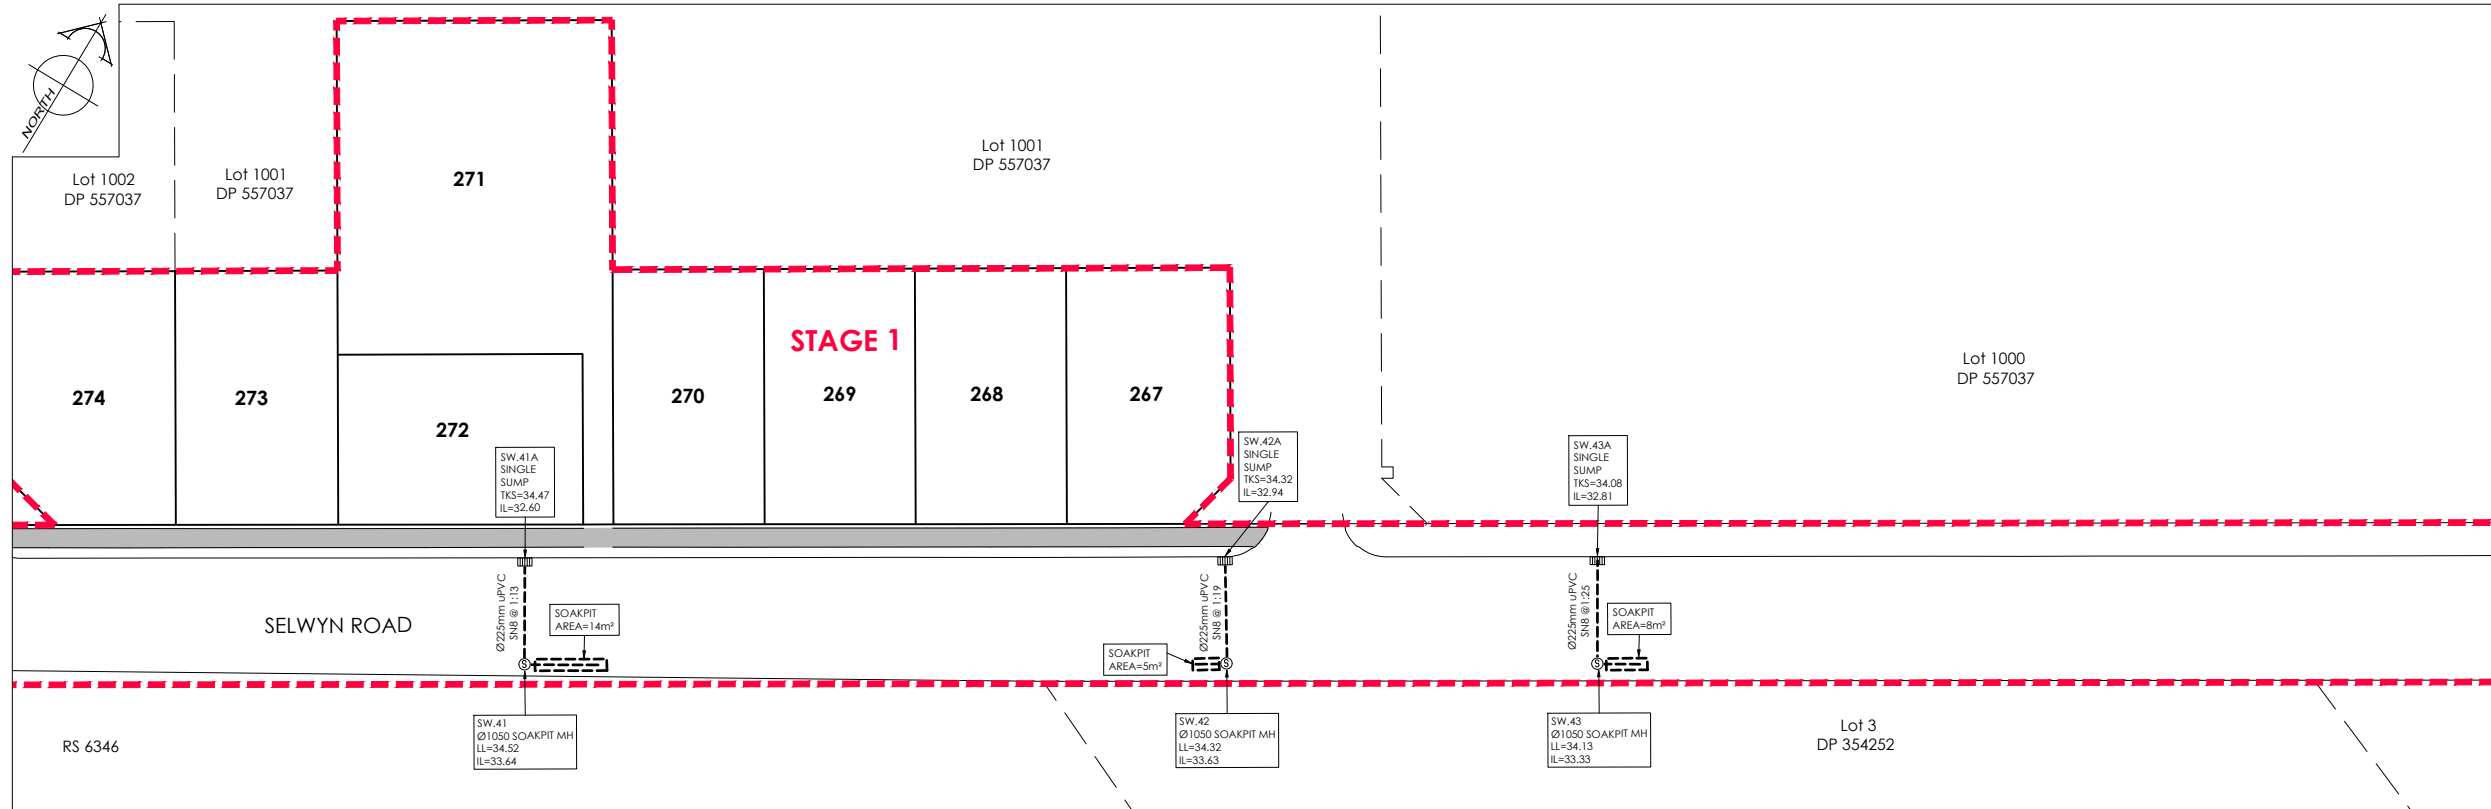 NORTH
Lot 1002
DP 557037
Lot 1001
DP 557037
271
Lot 1001
DP 557037
STAGE 1
Lot 1000
DP 557037
274
273
272
270
269
268
267
SW.41A
SINGLE
SUMP
TKS=34.47
IL=32.60
SW.42A
SINGLE
SUMP
TKS=34.32
IL=32.94
SW.43A
SINGLE
SUMP
TKS=34.08
IL=32.81
SELWYN ROAD
Ø225mm uPVC
SN8 @ 1:13
SOAKPIT
AREA=14m²
SOAKPIT
AREA=5m²
Ø225mm uPVC
SN8 @ 1:19
Ø225mm uPVC
SN8 @1:25
SOAKPIT
AREA=8m²
S
S
S
RS 6346
SW.41
Ø1050 SOAKPIT MH
LL=34.52
IL=33.64
SW.42
Ø1050 SOAKPIT MH
LL=34.32
IL=33.63
SW.43
Ø1050 SOAKPIT MH
LL=34.13
IL=33.33
Lot 3
DP 354252